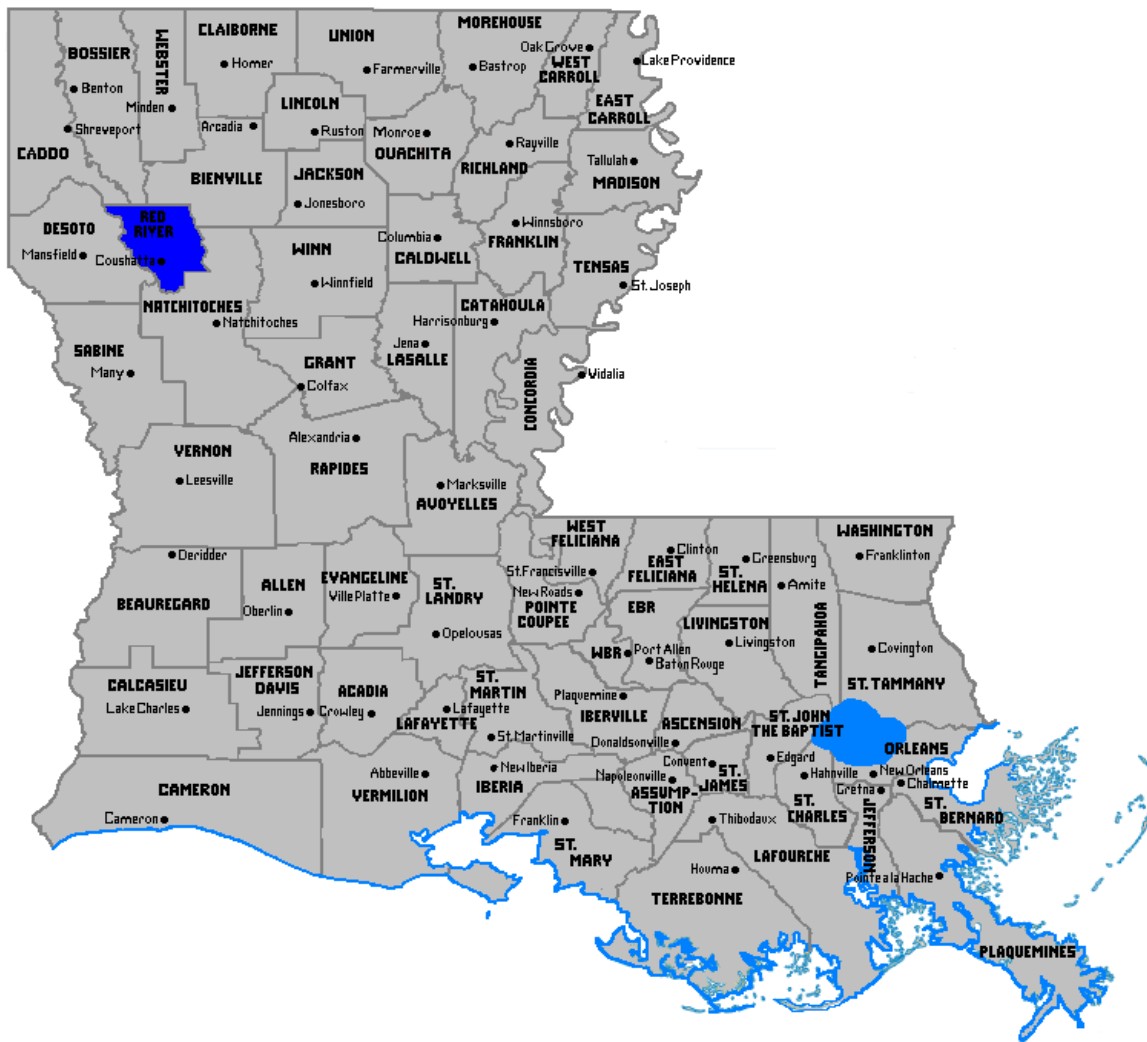 MOREHOUSE
CLAIBORNE
UNION
WEBSTER
BOSSIER
Oak Grove
WEST
CARROLL
Lake Providence
Homer
Farmerville
Bastrop
Benton
LINCOLN
EAST
CARROLL
Minden
Shreveport
Arcadia
Ruston
Monroe
OUACHITA
Rayville
CADDO
RICHLAND
Tallulah
MADISON
BIENVILLE
JACKSON
Jonesboro
RED
RIVER
DESOTO
Winnsboro
FRANKLIN
Columbia
CALDWELL
WINN
Mansfield
Coushatta
TENSAS
St. Joseph
Winnfield
NATCHITOCHES
Natchitoches
CATAHOULA
Harrisonburg
SABINE
Many
GRANT
Colfax
Jena
LASALLE
CONCORDIA
Vidalia
Alexandria
RAPIDES
VERNON
Leesville
Marksville
AVOYELLES
WEST
FELICIANA
WASHINGTON
Franklinton
Deridder
Clinton
EAST
FELICIANA
Greensburg
ST.
HELENA
St. Francisville
ALLEN
Oberlin
EVANGELINE
Ville Platte
ST.
LANDRY
New Roads
POINTE
COUPEE
Amite
BEAUREGARD
EBR
LIVINGSTON
Livingston
TANGIPAHOA
Opelousas
WBR
Port Allen
Baton Rouge
Covington
ST. TAMMANY
CALCASIEU
Lake Charles
JEFFERSON
DAVIS
Jennings
ACADIA
Crowley
ST.
MARTIN
LAFAYETTE
Lafayette
St. Martinville
Plaquemine
IBERVILLE
ASCENSION
Donaldsonville
ST. JOHN
THE BAPTIST
Edgard
ORLEANS
New Orleans
Convent
ST.
JAMES
Hahnville
Chalmette
Gretna
Abbeville
VERMILION
New Iberia
IBERIA
Napoleonville
ASSUMP-
TION
ST.
CHARLES
JEFFERSON
ST.
BERNARD
CAMERON
Cameron
Franklin
ST.
MARY
Thibodaux
LAFOURCHE
Houma
TERREBONNE
Pointe a la Hache
PLAQUEMINES